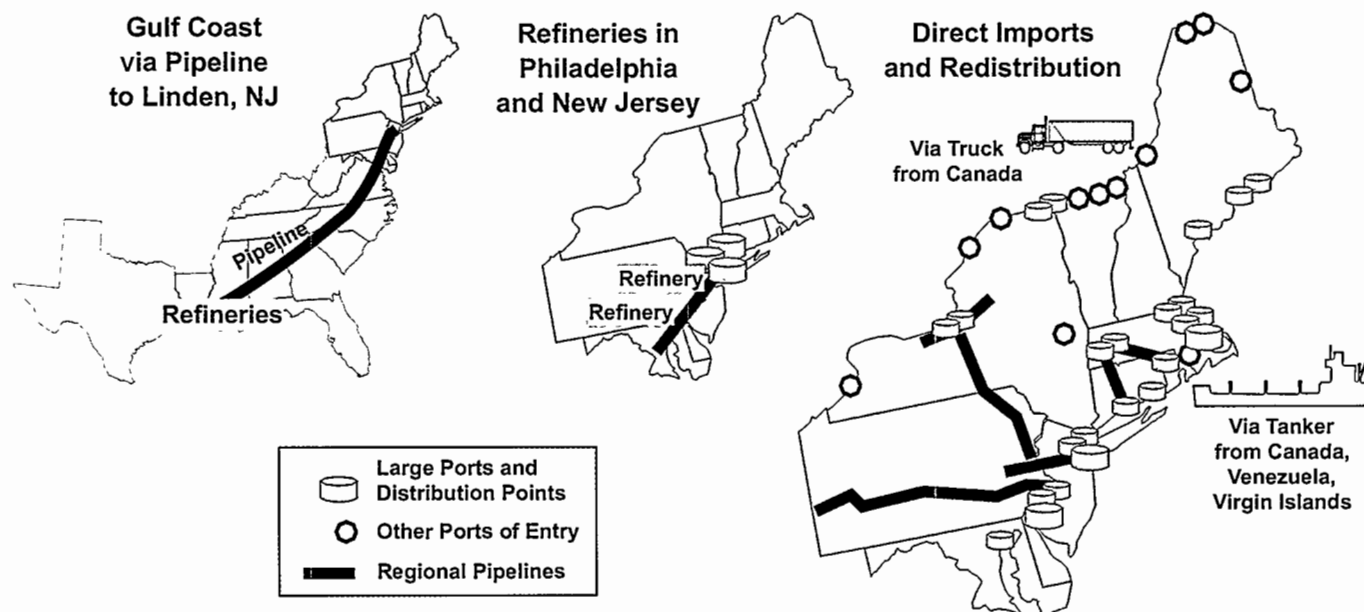 Gulf Coast
via Pipeline
to Linden, NJ
Pipeline
Refineries
Refineries in
Philadelphia
and New Jersey
Refinery
Refinery
Direct Imports
and Redistribution
Via Truck
from Canada
Via Tanker
from Canada,
Venezuela,
Virgin Islands
Large Ports and
Distribution Points
Other Ports of Entry
Regional Pipelines